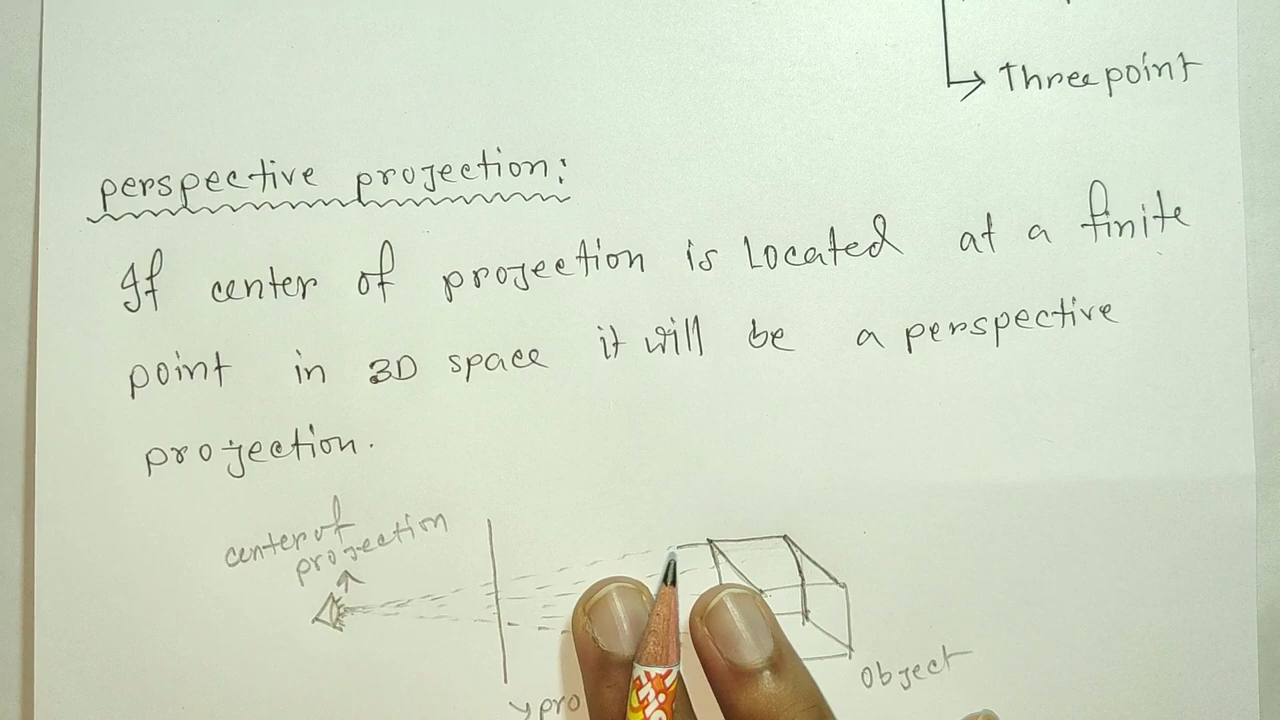 Three point
perspective projection:
If center of projection is Located at a finite
point in 3D space it will be a perspective
projection.
center of
projection
object